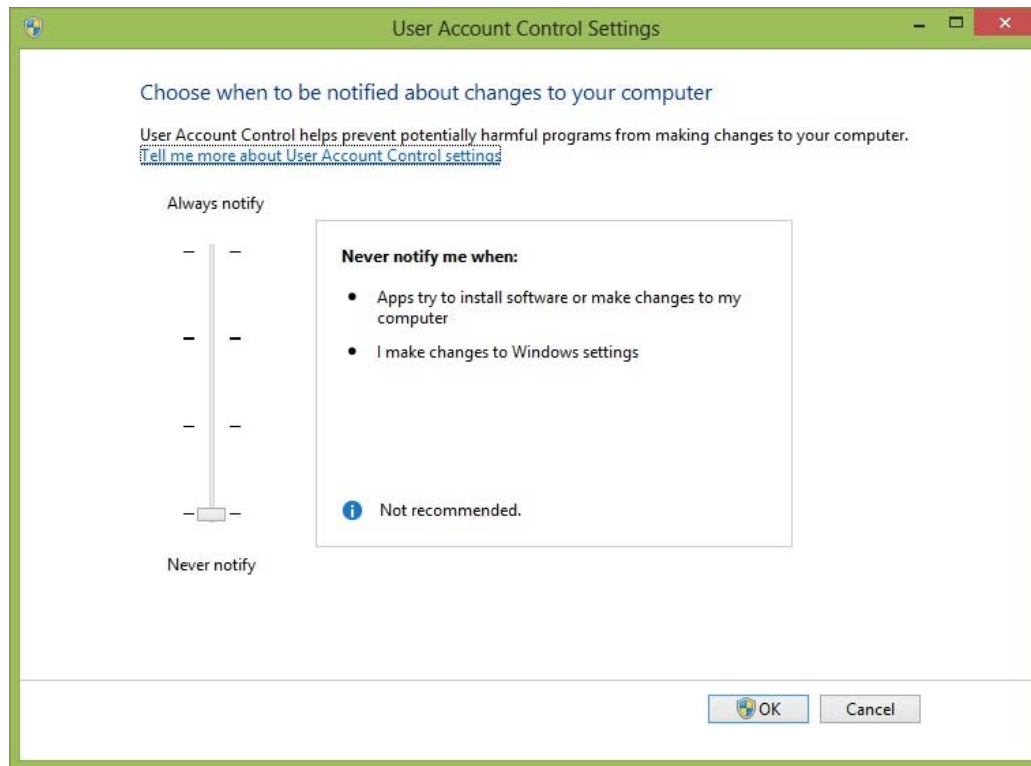 User Account Control Settings
Choose when to be notified about changes to your computer
User Account Control helps prevent potentially harmful programs from making changes to your computer.
Tell me more about User Account Control settings
Always notify
Never notify me when:
Apps try to install software or make changes to my
computer
I make changes to Windows settings
Not recommended.
Never notify
OK
Cancel